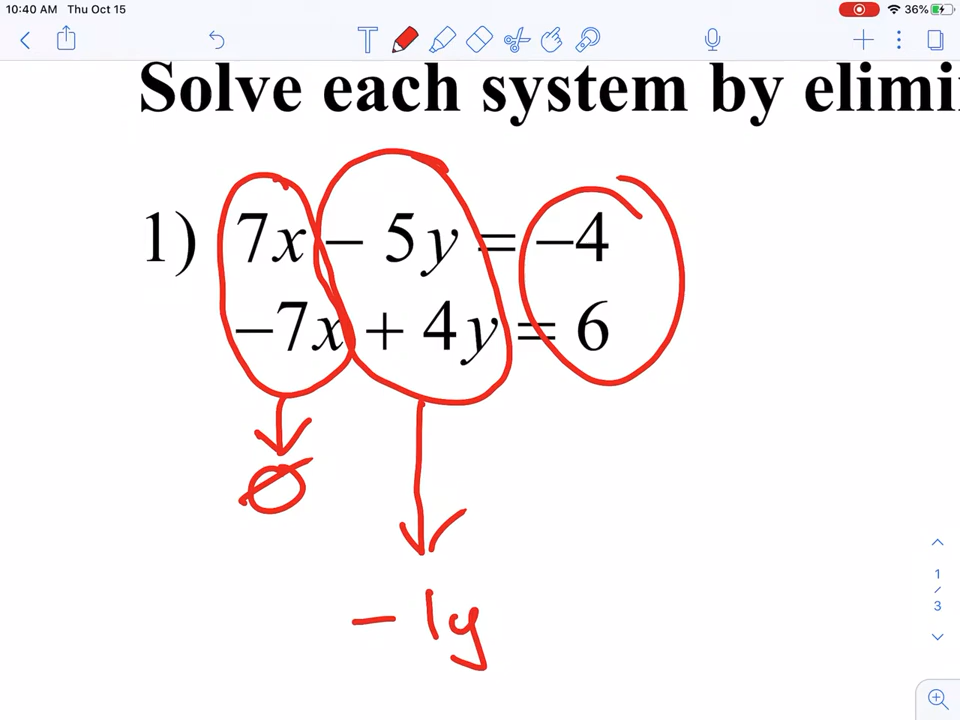 10:40 AM Thu Oct 15
36%
Solve each system by elimi
1) 7x − 5y = −4
−7x + 4y = 6
0
− 1y
1
/
3